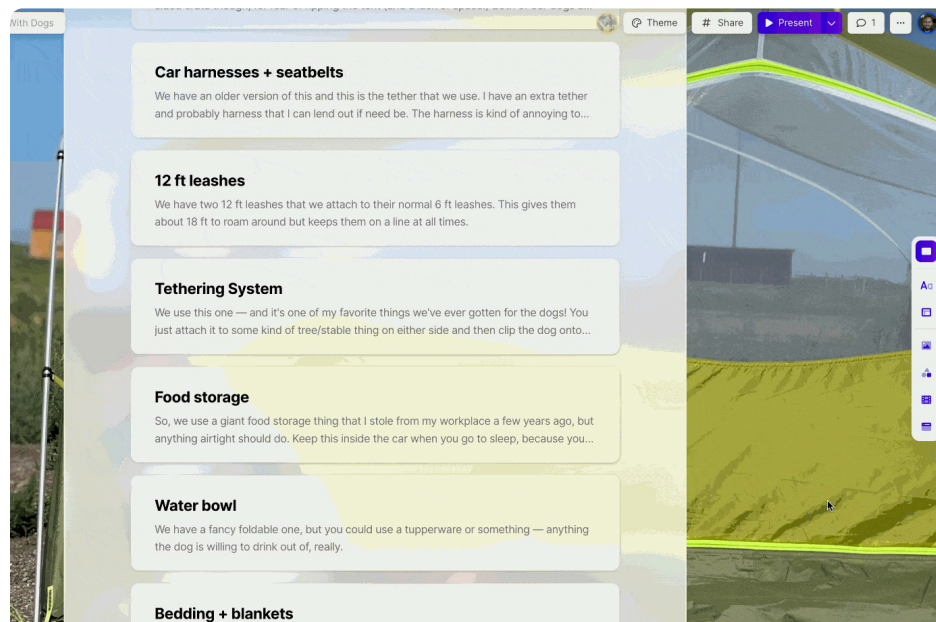 With Dogs
Theme
Share
Present
1
Car harnesses + seatbelts
We have an older version of this and this is the tether that we use. I have an extra tether
and probably harness that I can lend out if need be. The harness is kind of annoying to...
12 ft leashes
We have two 12 ft leashes that we attach to their normal 6 ft leashes. This gives them
about 18 ft to roam around but keeps them on a line at all times.
Tethering System
We use this one — and it's one of my favorite things we've ever gotten for the dogs! You
just attach it to some kind of tree/stable thing on either side and then clip the dog onto...
Aa
Food storage
So, we use a giant food storage thing that I stole from my workplace a few years ago, but
anything airtight should do. Keep this inside the car when you go to sleep, because you...
Water bowl
We have a fancy foldable one, but you could use a tupperware or something — anything
the dog is willing to drink out of, really.
Bedding + blankets